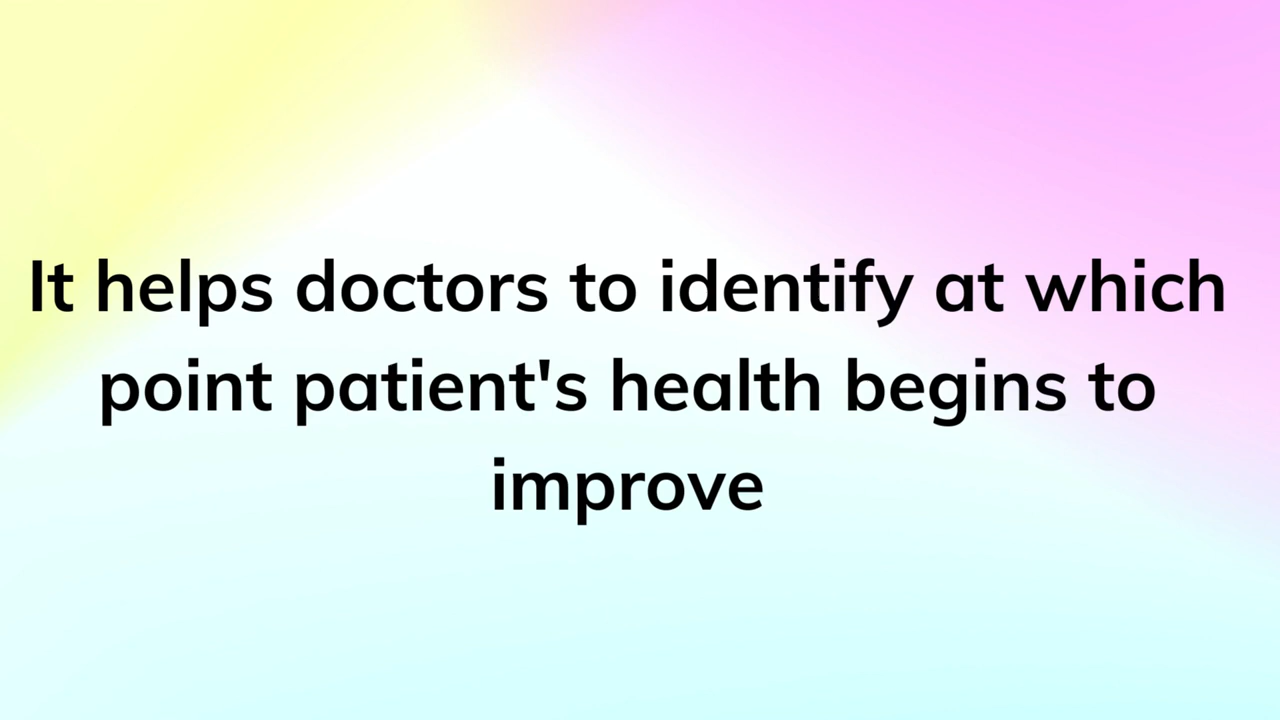 It helps doctors to identify at which
point patient's health begins to
improve